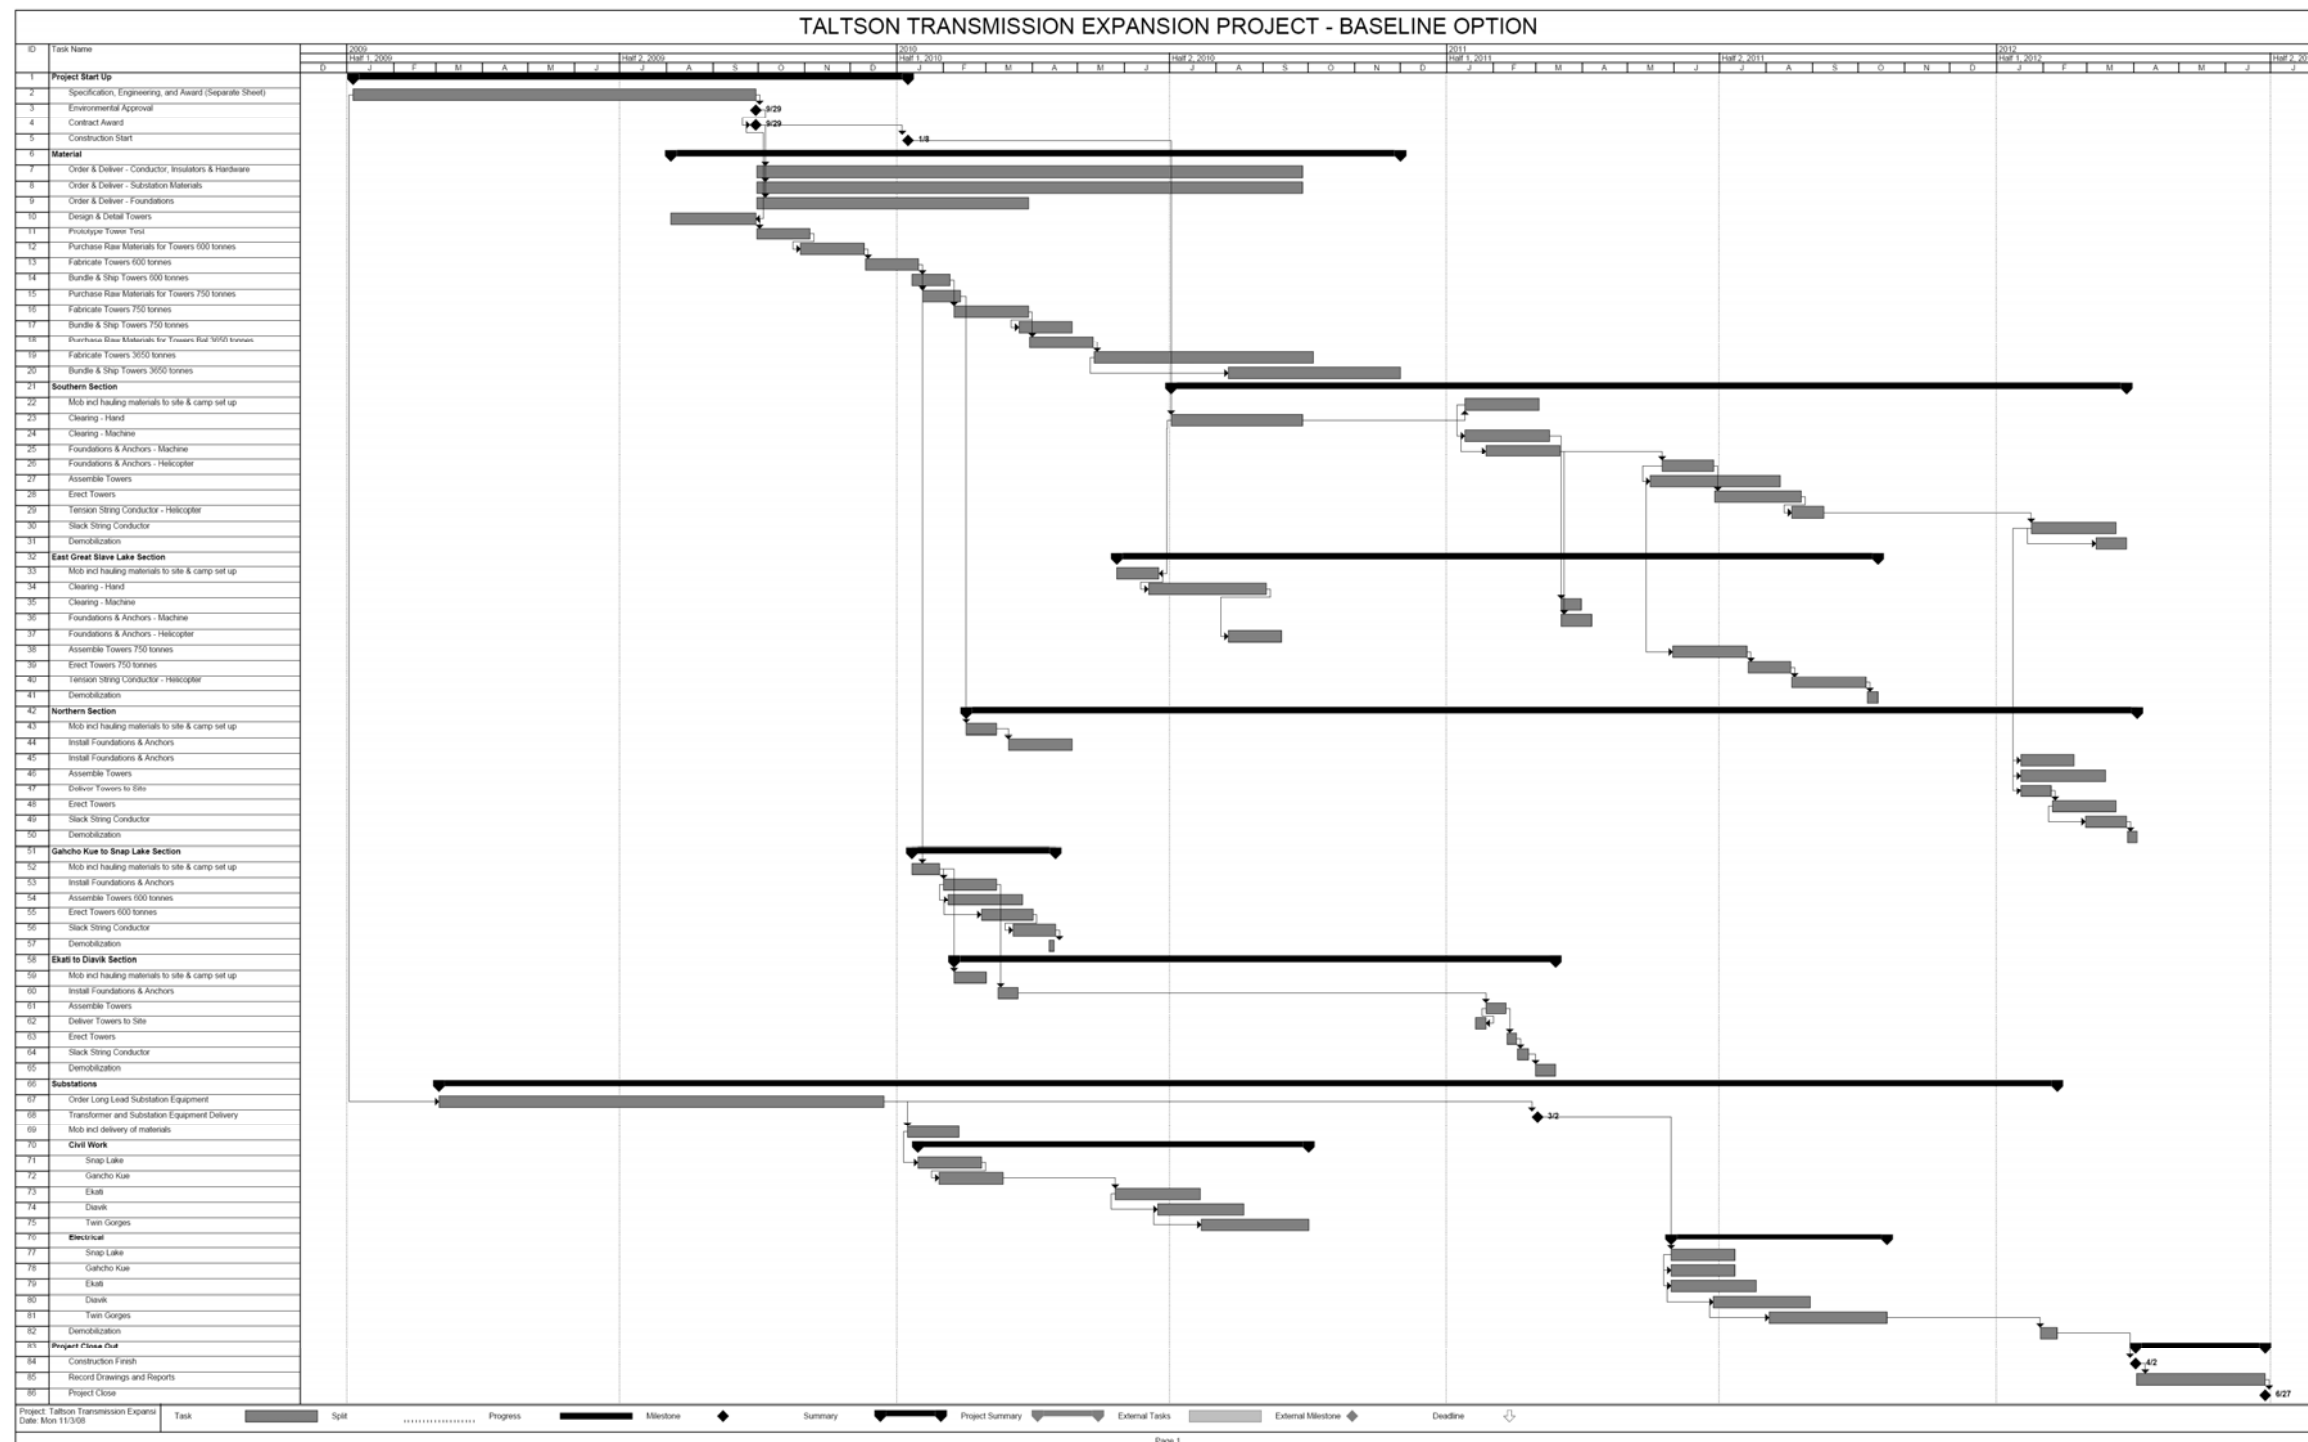 TALTSON TRANSMISSION EXPANSION PROJECT - BASELINE OPTION
ID Task Name 2009 2010 2011 2012
Half 1, 2009 Half 2, 2009 Half 1, 2010 Half 2, 2010 Half 1, 2011 Half 2, 2011 Half 1, 2012
D J F M A M J J A S O N D J F M A M J J A S O N D J F M A M J J A S O N D J F M A M J J
1 Project Start Up
2 Specification, Engineering, and Award (Separate Sheet)
3 Environmental Approval 9/29
4 Contract Award 9/29
5 Construction Start 1/8
6 Material
7 Order & Deliver - Conductor, Insulators & Hardware
8 Order & Deliver - Substation Materials
9 Order & Deliver - Foundations
10 Design & Detail Towers
11 Prototype Tower Test
12 Purchase Raw Materials for Towers 600 tonnes
13 Fabricate Towers 600 tonnes
14 Bundle & Ship Towers 600 tonnes
15 Purchase Raw Materials for Towers 750 tonnes
16 Fabricate Towers 750 tonnes
17 Bundle & Ship Towers 750 tonnes
18 Purchase Raw Materials for Towers Bal 3650 tonnes
19 Fabricate Towers 3650 tonnes
20 Bundle & Ship Towers 3650 tonnes
21 Southern Section
22 Mob incl hauling materials to site & camp set up
23 Clearing - Hand
24 Clearing - Machine
25 Foundations & Anchors - Machine
26 Foundations & Anchors - Helicopter
27 Assemble Towers
28 Erect Towers
29 Tension String Conductor - Helicopter
30 Slack String Conductor
31 Demobilization
32 East Great Slave Lake Section
33 Mob incl hauling materials to site & camp set up
34 Clearing - Hand
35 Clearing - Machine
36 Foundations & Anchors - Machine
37 Foundations & Anchors - Helicopter
38 Assemble Towers 750 tonnes
39 Erect Towers 750 tonnes
40 Tension String Conductor - Helicopter
41 Demobilization
42 Northern Section
43 Mob incl hauling materials to site & camp set up
44 Install Foundations & Anchors
45 Install Foundations & Anchors
46 Assemble Towers
47 Deliver Towers to Site
48 Erect Towers
49 Slack String Conductor
50 Demobilization
51 Gahcho Kue to Snap Lake Section
52 Mob incl hauling materials to site & camp set up
53 Install Foundations & Anchors
54 Assemble Towers 600 tonnes
55 Erect Towers 600 tonnes
56 Slack String Conductor
57 Demobilization
58 Ekati to Diavik Section
59 Mob incl hauling materials to site & camp set up
60 Install Foundations & Anchors
61 Assemble Towers
62 Deliver Towers to Site
63 Erect Towers
64 Slack String Conductor
65 Demobilization
66 Substations
67 Order Long Lead Substation Equipment
68 Transformer and Substation Equipment Delivery 3/2
69 Mob incl delivery of materials
70 Civil Work
71 Snap Lake
72 Gancho Kue
73 Ekati
74 Diavik
75 Twin Gorges
76 Electrical
77 Snap Lake
78 Gahcho Kue
79 Ekati
80 Diavik
81 Twin Gorges
82 Demobilization
83 Project Close Out
84 Construction Finish 4/2
85 Record Drawings and Reports
86 Project Close 6/27
Project: Taltson Transmission Expansi
Date: Mon 11/3/08
Task Split Progress Milestone Summary Project Summary External Tasks External Milestone Deadline
Page 1